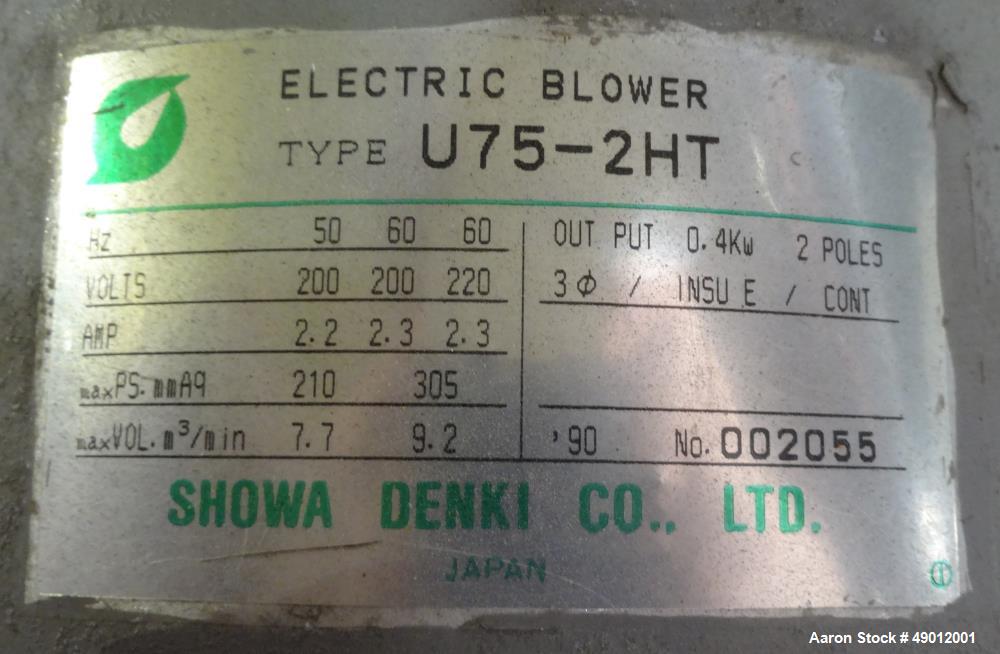 ELECTRIC BLOWER
TYPE U75-2HT
Hz 50 60 60
VOLTS 200 200 220
AMP 2.2 2.3 2.3
maxPS. mmAq 210 305
maxVOL. m³/min 7.7 9.2
OUT PUT 0.4Kw 2 POLES
3Φ / INSU E / CONT
'90 No. 002055
SHOWA DENKI CO., LTD.
JAPAN
Aaron Stock # 49012001